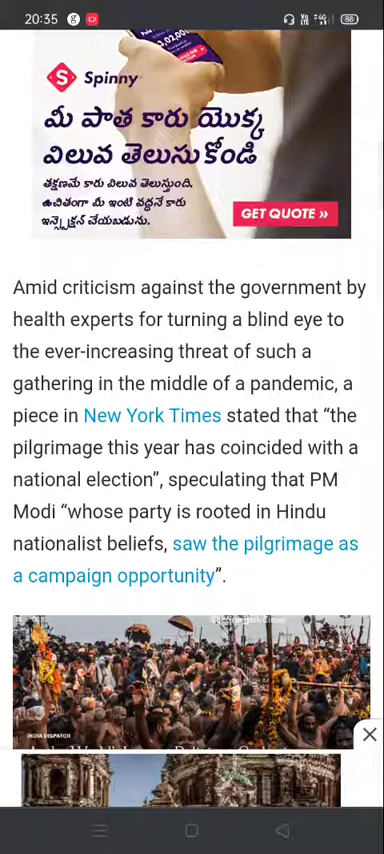 20:35
88
Spinny
మీ పాత కారు యొక్క
విలువ తెలుసుకోండి
తక్షణమే కారు విలువ తెలుస్తుంది.
ఉచితంగా మీ ఇంటి వద్దనే కారు
ఇన్స్పెక్షన్ చేయబడును.
GET QUOTE »
Amid criticism against the government by
health experts for turning a blind eye to
the ever-increasing threat of such a
gathering in the middle of a pandemic, a
piece in New York Times stated that “the
pilgrimage this year has coincided with a
national election”, speculating that PM
Modi “whose party is rooted in Hindu
nationalist beliefs, saw the pilgrimage as
a campaign opportunity”.
INDIA DISPATCH